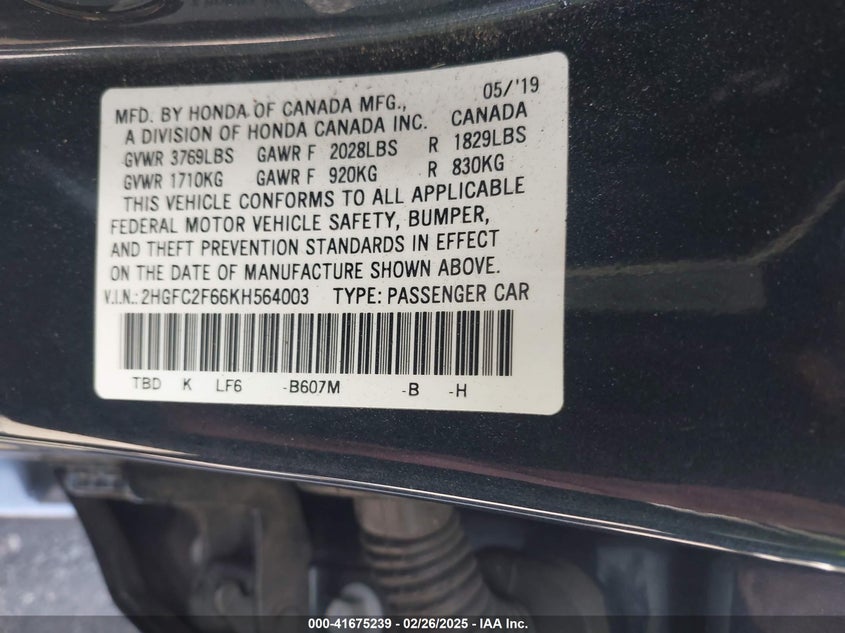 MFD. BY HONDA OF CANADA MFG., 05/'19
A DIVISION OF HONDA CANADA INC. CANADA
GVWR 3769LBS GAWR F 2028LBS R 1829LBS
GVWR 1710KG GAWR F 920KG R 830KG
THIS VEHICLE CONFORMS TO ALL APPLICABLE
FEDERAL MOTOR VEHICLE SAFETY, BUMPER,
AND THEFT PREVENTION STANDARDS IN EFFECT
ON THE DATE OF MANUFACTURE SHOWN ABOVE.
V.I.N.: 2HGFC2F66KH564003 TYPE: PASSENGER CAR
TBD K LF6 -B607M -B -H
000-41675239 - 02/26/2025 - IAA Inc.